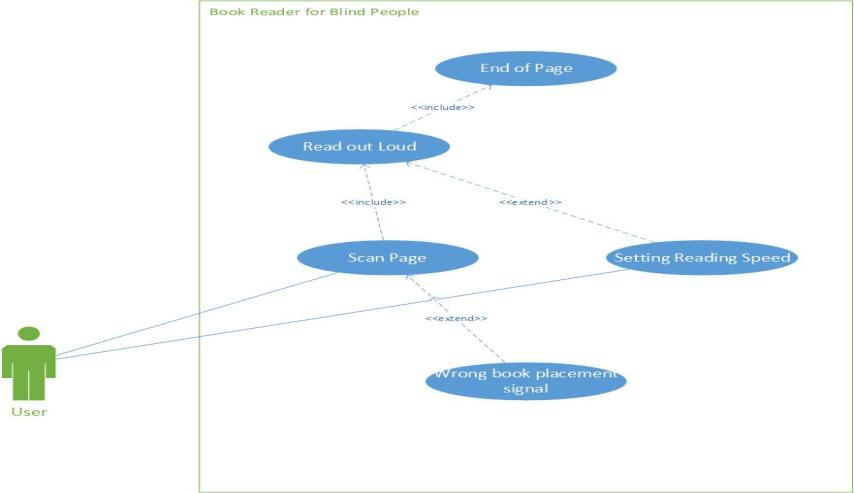 Book Reader for Blind People
End of Page
<<include>>
Read out Loud
<<include>>
<<extend>>
Scan Page
Setting Reading Speed
<<extend>>
Wrong book placement
signal
User